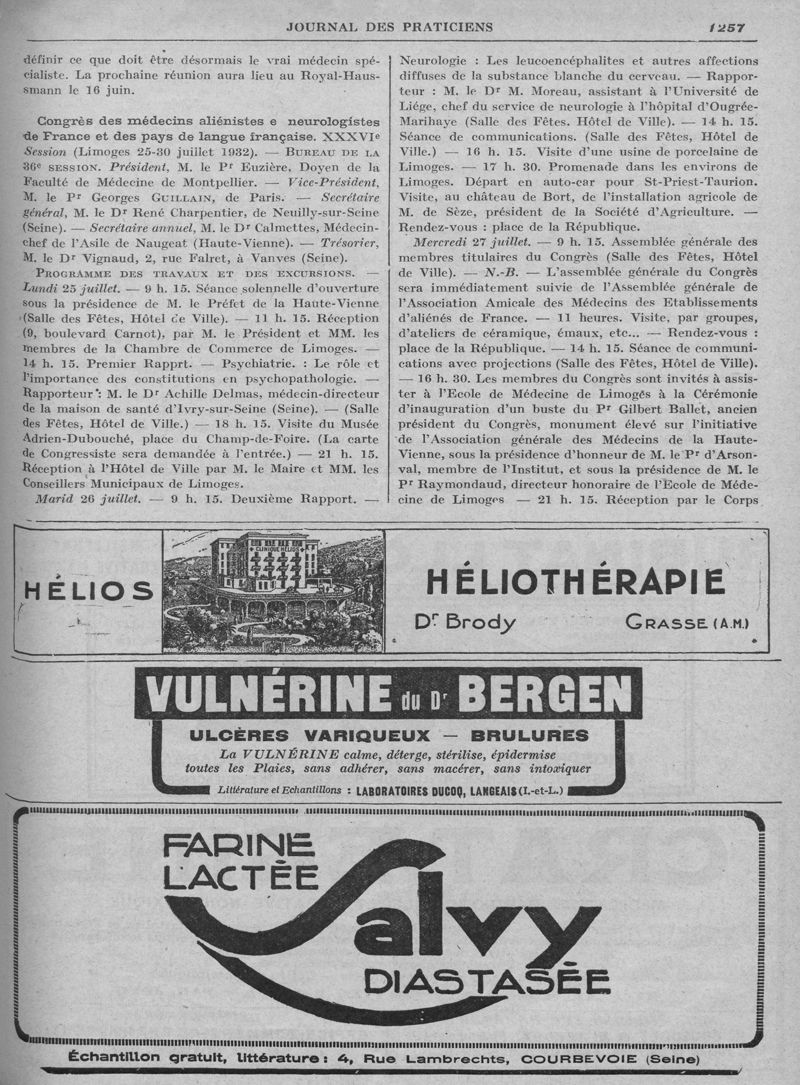 JOURNAL DES PRATICIENS
1257
définir ce que doit être désormais le vrai médecin spé-
cialiste. La prochaine réunion aura lieu au Royal-Haus-
smann le 16 juin.
Congrès des médecins aliénistes e neurologistes
de France et des pays de langue française. XXXVIe
Session (Limoges 25-30 juillet 1932). — BUREAU DE LA
36e SESSION. Président, M. le Pr Euzière, Doyen de la
Faculté de Médecine de Montpellier. — Vice-Président,
M. le Pr Georges GUILLAIN, de Paris. — Secrétaire
général, M. le Dr René Charpentier, de Neuilly-sur-Seine
(Seine). — Secrétaire annuel, M. le Dr Calmettes, Médecin-
chef de l'Asile de Naugeat (Haute-Vienne). — Trésorier,
M. le Dr Vignaud, 2, rue Falret, à Vanves (Seine).
PROGRAMME DES TRAVAUX ET DES EXCURSIONS. —
Lundi 25 juillet. — 9 h. 15. Séance solennelle d'ouverture
sous la présidence de M. le Préfet de la Haute-Vienne
(Salle des Fêtes, Hôtel de Ville). — 11 h. 15. Réception
(9, boulevard Carnot), par M. le Président et MM. les
membres de la Chambre de Commerce de Limoges. —
14 h. 15. Premier Rapprt. — Psychiatrie. : Le rôle et
l'importance des constitutions en psychopathologie. —
Rapporteur : M. le Dr Achille Delmas, médecin-directeur
de la maison de santé d'Ivry-sur-Seine (Seine). — (Salle
des Fêtes, Hôtel de Ville.) — 18 h. 15. Visite du Musée
Adrien-Dubouché, place du Champ-de-Foire. (La carte
de Congressiste sera demandée à l'entrée.) — 21 h. 15.
Réception à l'Hôtel de Ville par M. le Maire et MM. les
Conseillers Municipaux de Limoges.
Marid 26 juillet. — 9 h. 15. Deuxième Rapport. —
Neurologie : Les leucoencéphalites et autres affections
diffuses de la substance blanche du cerveau. — Rappor-
teur : M. le Dr M. Moreau, assistant à l'Université de
Liége, chef du service de neurologie à l'hôpital d'Ougrée-
Marihaye (Salle des Fêtes. Hôtel de Ville). — 14 h. 15.
Séance de communications. (Salle des Fêtes, Hôtel de
Ville.) — 16 h. 15. Visite d'une usine de porcelaine de
Limoges. — 17 h. 30. Promenade dans les environs de
Limoges. Départ en auto-car pour St-Priest-Taurion.
Visite, au château de Bort, de l'installation agricole de
M. de Sèze, président de la Société d'Agriculture. —
Rendez-vous : place de la République.
Mercredi 27 juillet. — 9 h. 15. Assemblée générale des
membres titulaires du Congrès (Salle des Fêtes, Hôtel
de Ville). — N.-B. — L'assemblée générale du Congrès
sera immédiatement suivie de l'Assemblée générale de
l'Association Amicale des Médecins des Etablissements
d'aliénés de France. — 11 heures. Visite, par groupes,
d'ateliers de céramique, émaux, etc... — Rendez-vous :
place de la République. — 14 h. 15. Séance de communi-
cations avec projections (Salle des Fêtes, Hôtel de Ville).
— 16 h. 30. Les membres du Congrès sont invités à assis-
ter à l'Ecole de Médecine de Limoges à la Cérémonie
d'inauguration d'un buste du Pr Gilbert Ballet, ancien
président du Congrès, monument élevé sur l'initiative
de l'Association générale des Médecins de la Haute-
Vienne, sous la présidence d'honneur de M. le Pr d'Arson-
val, membre de l'Institut, et sous la présidence de M. le
Pr Raymondaud, directeur honoraire de l'Ecole de Méde-
cine de Limoges — 21 h. 15. Réception par le Corps
HÉLIOS
CLINIQUE HELIOS
HÉLIOTHÉRAPIE
Dr Brody
GRASSE (A.M.)
VULNÉRINE du Dr BERGEN
ULCÈRES VARIQUEUX — BRULURES
La VULNÉRINE calme, déterge, stérilise, épidermise
toutes les Plaies, sans adhérer, sans macérer, sans intoxiquer
Littérature et Echantillons : LABORATOIRES DUCOQ, LANGEAIS (I.-et-L.)
FARINE
LACTÉE
Salvy
DIASTASÉE
Échantillon gratuit, littérature : 4, Rue Lambrechts, COURBEVOIE (Seine)